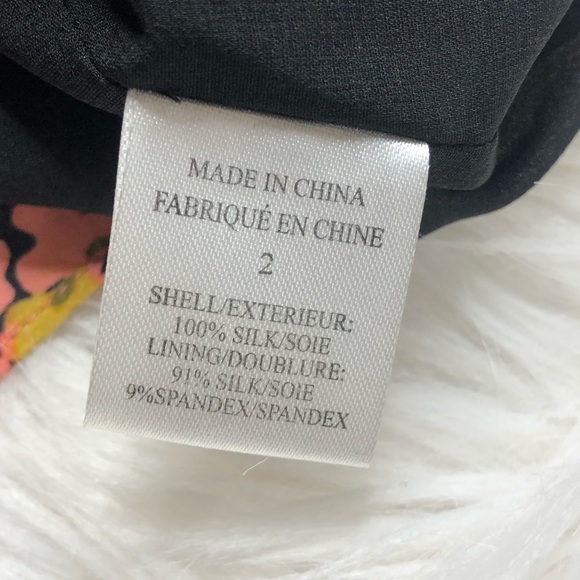 MADE IN CHINA
FABRIQUÉ EN CHINE
2
SHELL/EXTERIEUR:
100% SILK/SOIE
LINING/DOUBLURE:
91% SILK/SOIE
9%SPANDEX/SPANDEX